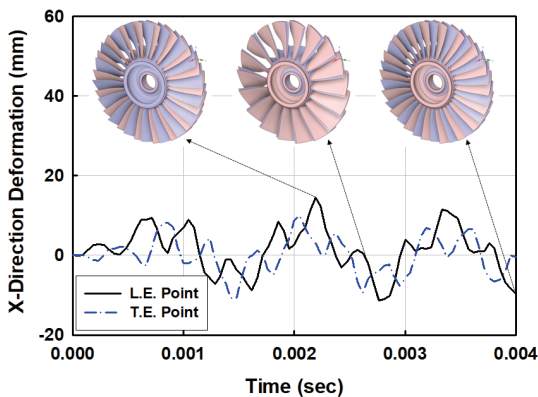 60
40
20
0
-20
X-Direction Deformation (mm)
L.E. Point
T.E. Point
0.000
0.001
0.002
0.003
0.004
Time (sec)